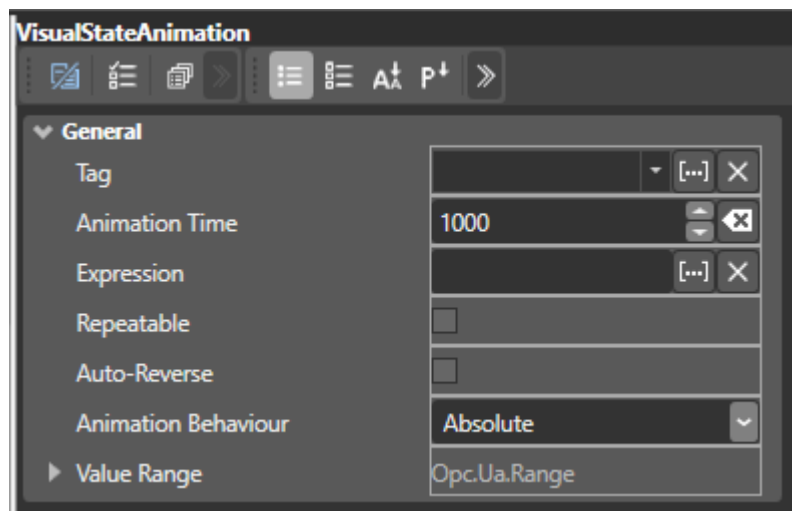 VisualStateAnimation
General
Tag
Animation Time 1000
Expression
Repeatable
Auto-Reverse
Animation Behaviour Absolute
Value Range Opc.Ua.Range